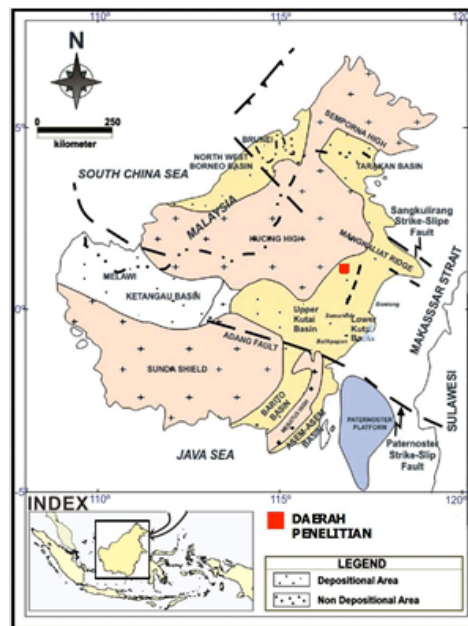 110°
115°
120°
N
0
250
kilometer
5°
SOUTH CHINA SEA
BRUNEI
NORTH WEST
BORNEO BASIN
SEMPORNA HIGH
TARAKAN BASIN
MALAYSIA
Sangkulirang
Strike-Slipe
Fault
KUCING HIGH
MANGKALIAT RIDGE
MAKASSSAR STRAIT
MELAWI
KETANGAU BASIN
0°
Upper
Kutai
Basin
Samarinda
Bontang
Lower
Balikpapan
ADANG FAULT
SUNDA SHIELD
BARITO
BASIN
MERATUS HIGH
ASEM-ASEM
BASIN
PATERNOSTER
PLATFORM
SULAWESI
Paternoster
Strike-Slip
Fault
JAVA SEA
5°
110°
115°
120°
INDEX
DAERAH
PENELITIAN
LEGEND
Depositional Area
Non Depositional Area